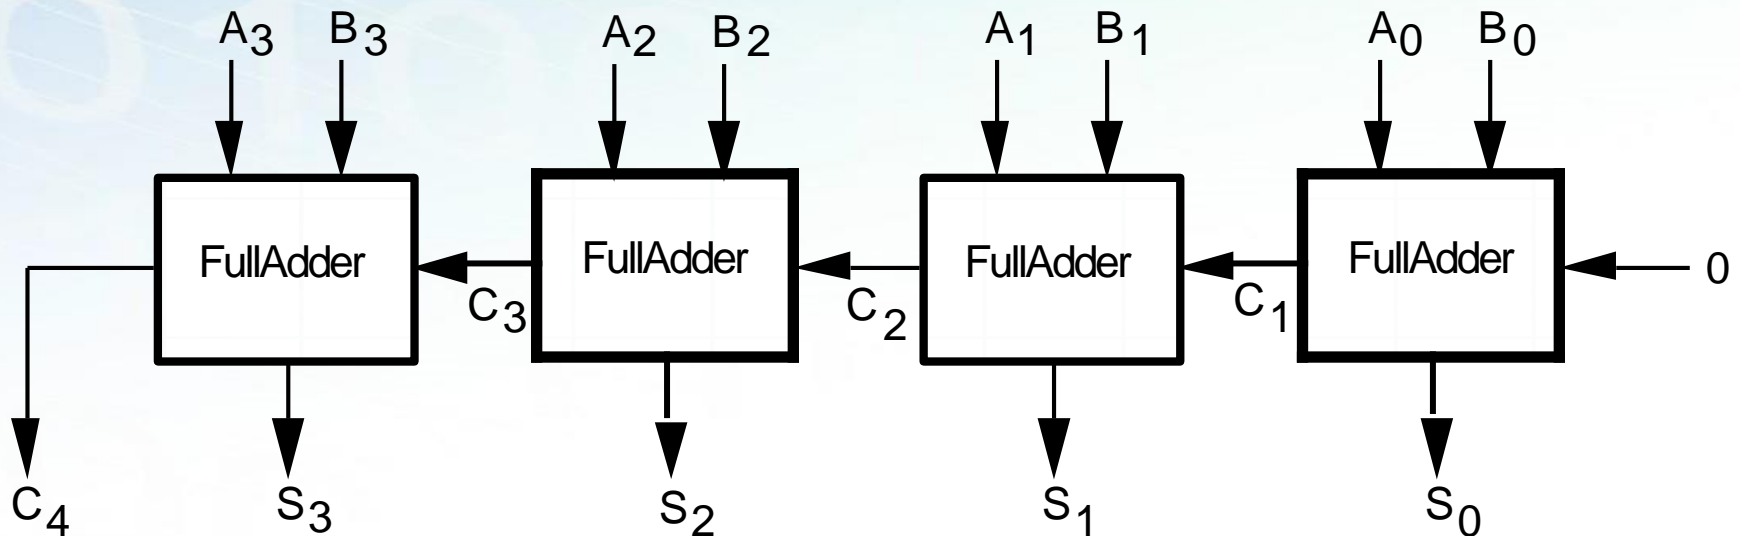 A3 B3 A2 B2 A1 B1 A0 B0
FullAdder FullAdder FullAdder FullAdder 0
C3 C2 C1
C4 S3 S2 S1 S0